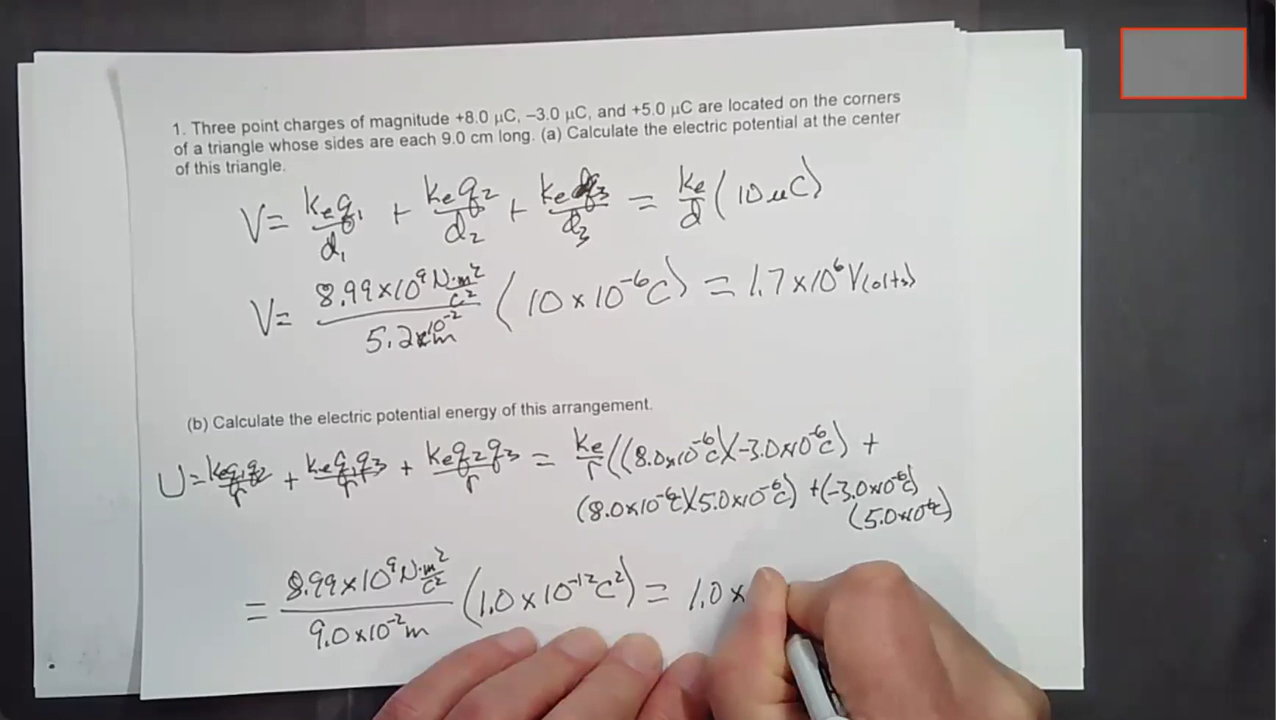 1. Three point charges of magnitude +8.0 μC, –3.0 μC, and +5.0 μC are located on the corners
of a triangle whose sides are each 9.0 cm long. (a) Calculate the electric potential at the center
of this triangle.
V = keq1/d1 + keq2/d2 + keq3/d3 = ke/d (10 μC)
V = 8.99×10⁹ N·m²/C² / 5.2×10⁻² m (10×10⁻⁶C) = 1.7×10⁶ V(olts)
(b) Calculate the electric potential energy of this arrangement.
U = keq1q2/r + keq1q3/r + keq2q3/r = ke/r ((8.0×10⁻⁶C)(-3.0×10⁻⁶C) +
(8.0×10⁻⁶C)(5.0×10⁻⁶C) + (-3.0×10⁻⁶C)
(5.0×10⁻⁶C)
= 8.99×10⁹ N·m²/C² / 9.0×10⁻² m (1.0×10⁻¹²C²) = 1.0×